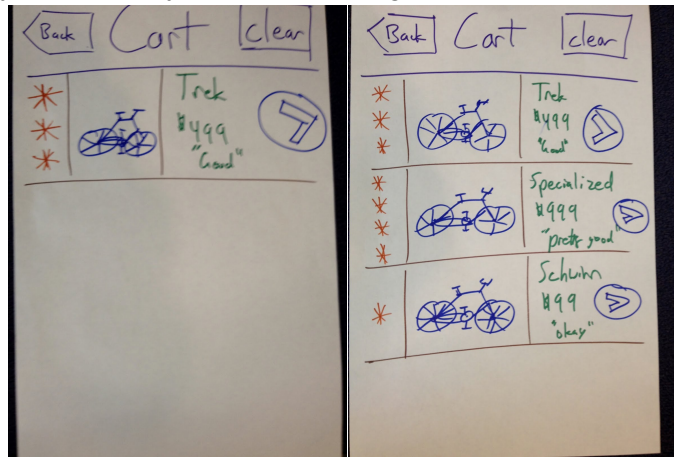 Back Cart Clear
Trek
$499
"Good"
Back Cart Clear
Trek
$499
"Good"
Specialized
$999
"pretty good"
Schwinn
$99
"okay"